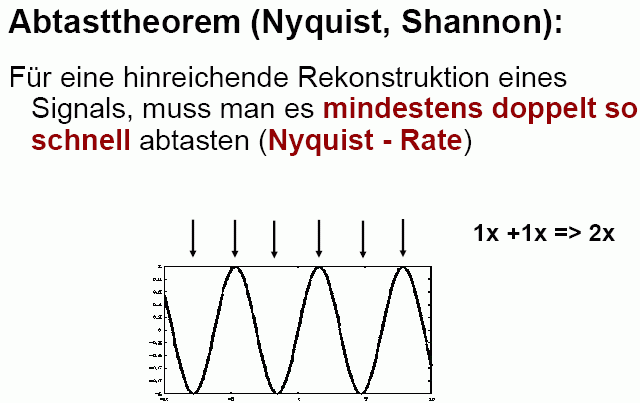 Abtasttheorem (Nyquist, Shannon):
Für eine hinreichende Rekonstruktion eines
Signals, muss man es mindestens doppelt so
schnell abtasten (Nyquist - Rate)
1x +1x => 2x